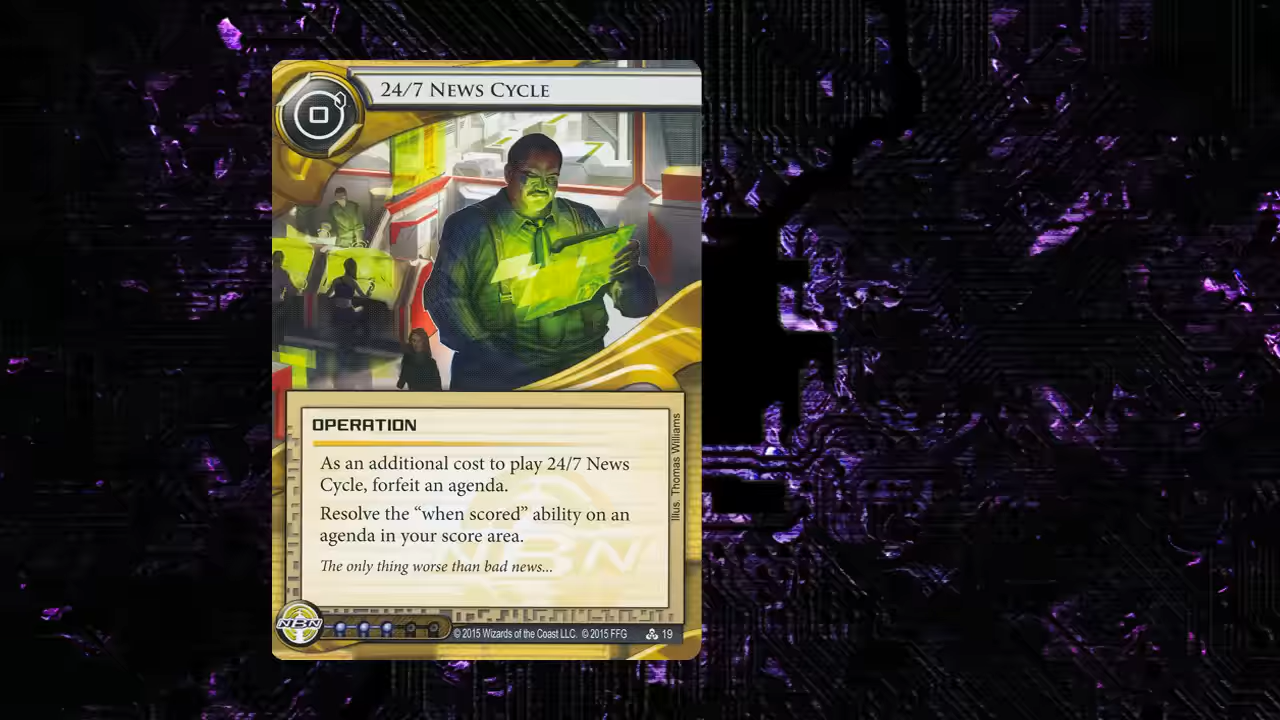 24/7 News Cycle
OPERATION
As an additional cost to play 24/7 News
Cycle, forfeit an agenda.
Resolve the “when scored” ability on an
agenda in your score area.
The only thing worse than bad news...
Illus. Thomas Williams
NBN
NBN
© 2015 Wizards of the Coast LLC. © 2015 FFG
19